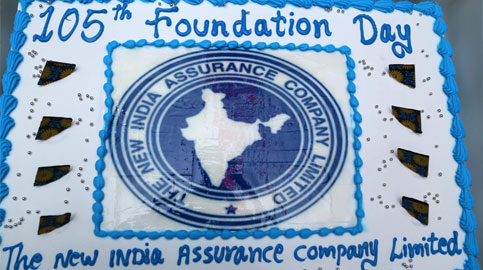 105th Foundation Day
THE NEW INDIA ASSURANCE COMPANY LIMITED
The New INDIA Assurance Company Limited